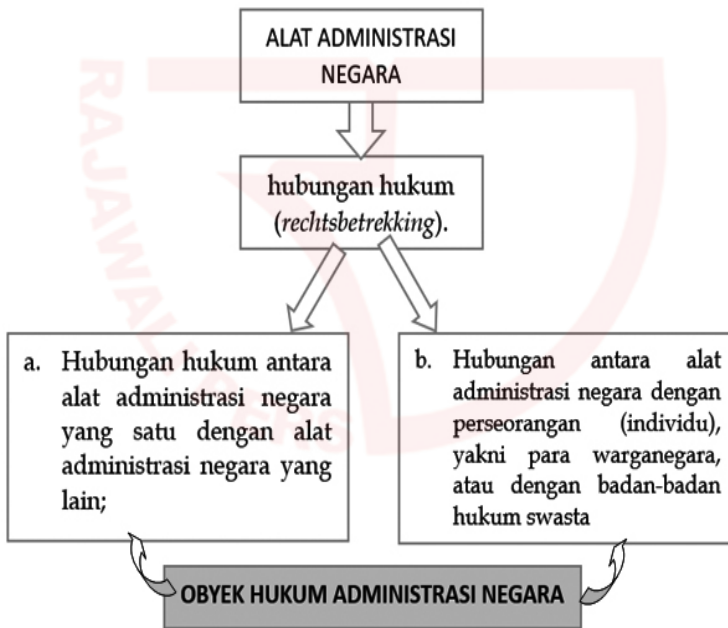 ALAT ADMINISTRASI
NEGARA
hubungan hukum
(rechtsbetrekking).
a. Hubungan hukum antara
alat administrasi negara
yang satu dengan alat
administrasi negara yang
lain;
b. Hubungan antara alat
administrasi negara dengan
perseorangan (individu),
yakni para warganegara,
atau dengan badan-badan
hukum swasta
OBYEK HUKUM ADMINISTRASI NEGARA
RAJAWALI PERS